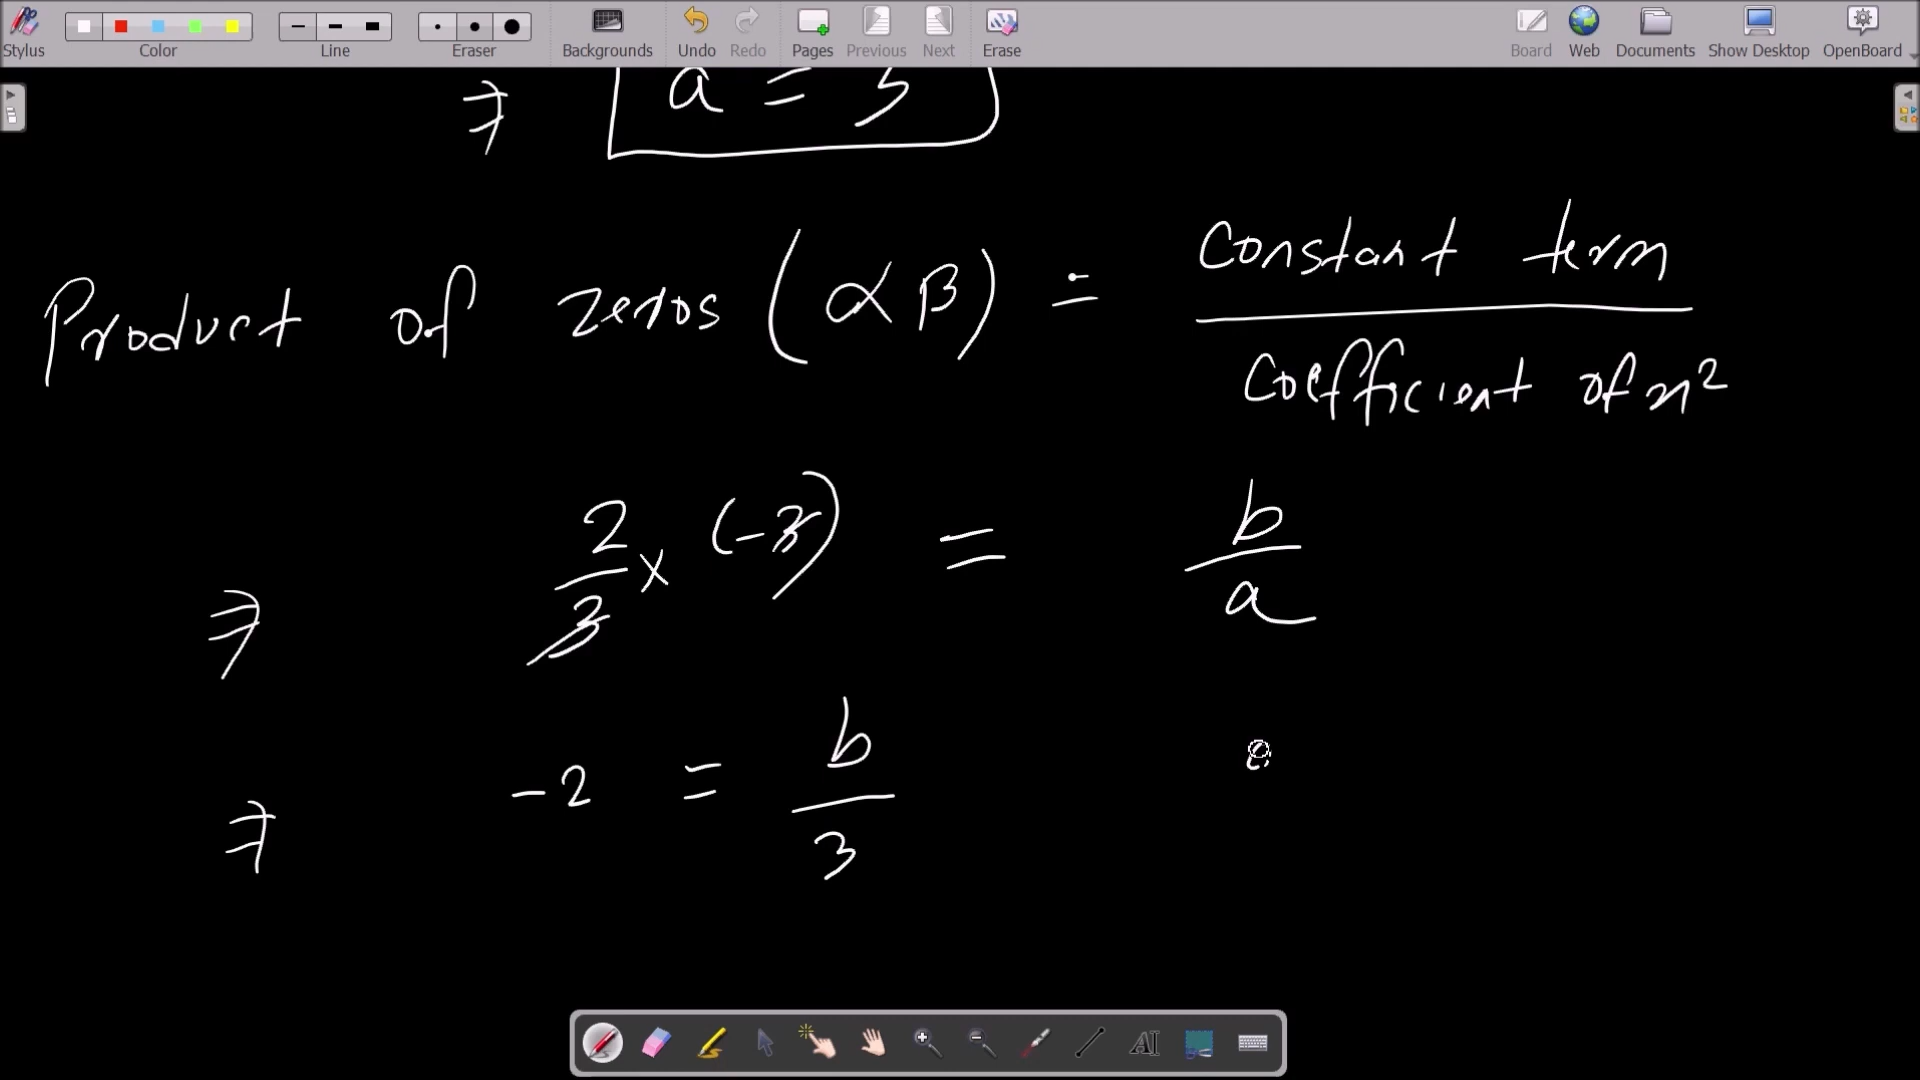 Stylus Color Line Eraser Backgrounds Undo Redo Pages Previous Next Erase Board Web Documents Show Desktop OpenBoard
⇒ a = 3
Product of zeros (αβ) = Constant term / Coefficient of x²
⇒ 2/3 × (-3) = b/a
⇒ -2 = b/3